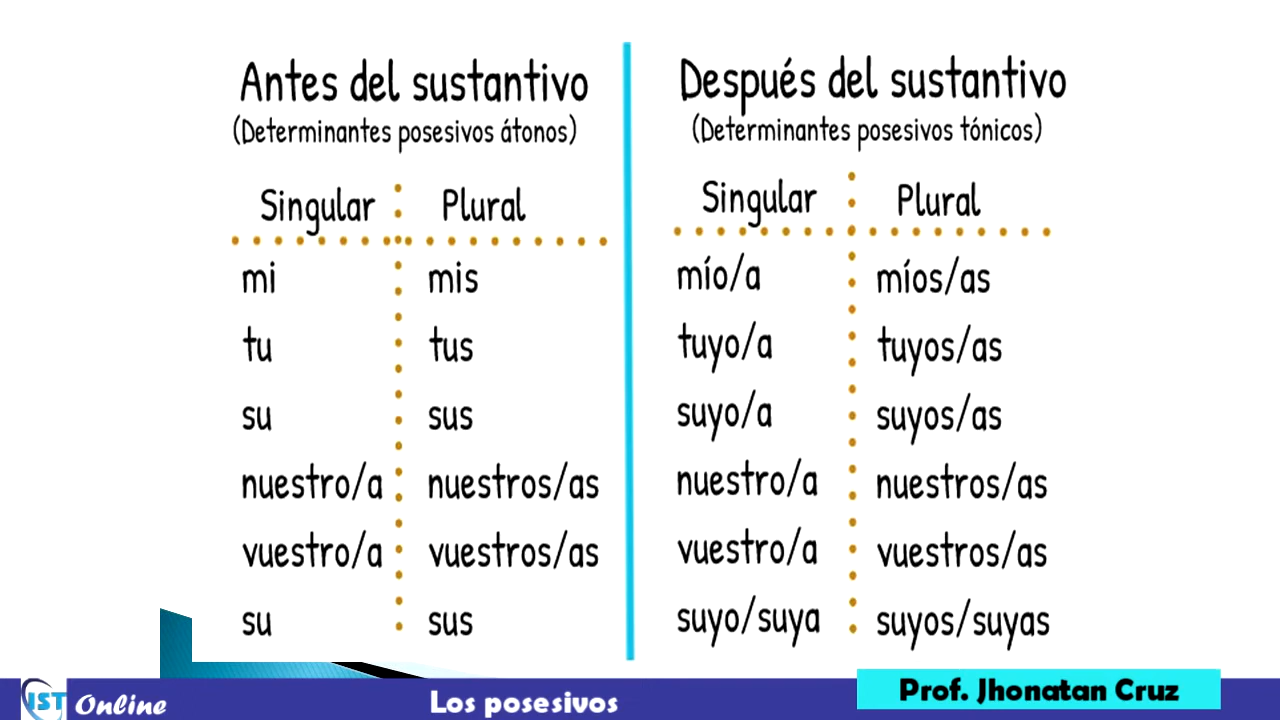 Antes del sustantivo
(Determinantes posesivos átonos)
Singular Plural
mi mis
tu tus
su sus
nuestro/a nuestros/as
vuestro/a vuestros/as
su sus
Después del sustantivo
(Determinantes posesivos tónicos)
Singular Plural
mío/a míos/as
tuyo/a tuyos/as
suyo/a suyos/as
nuestro/a nuestros/as
vuestro/a vuestros/as
suyo/suya suyos/suyas
IST Online
Los posesivos
Prof. Jhonatan Cruz